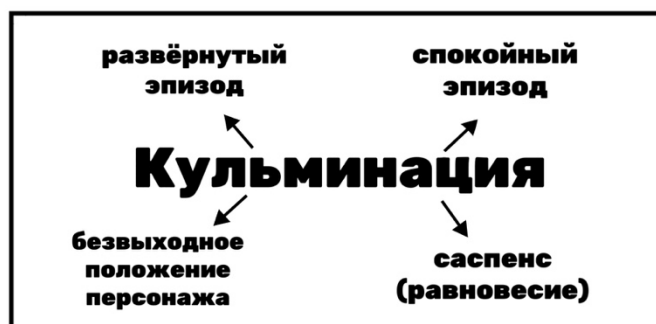 развёрнутый
эпизод
спокойный
эпизод
Кульминация
безвыходное
положение
персонажа
саспенс
(равновесие)